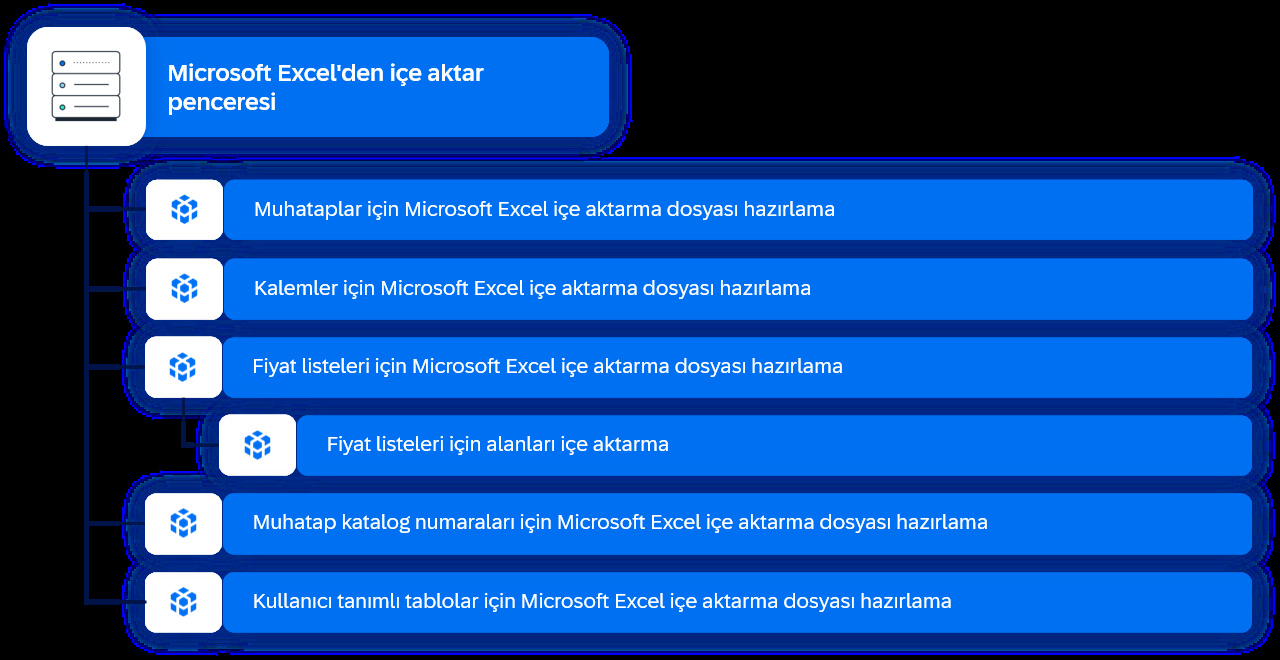 Microsoft Excel'den içe aktar
penceresi
Muhataplar için Microsoft Excel içe aktarma dosyası hazırlama
Kalemler için Microsoft Excel içe aktarma dosyası hazırlama
Fiyat listeleri için Microsoft Excel içe aktarma dosyası hazırlama
Fiyat listeleri için alanları içe aktarma
Muhatap katalog numaraları için Microsoft Excel içe aktarma dosyası hazırlama
Kullanıcı tanımlı tablolar için Microsoft Excel içe aktarma dosyası hazırlama